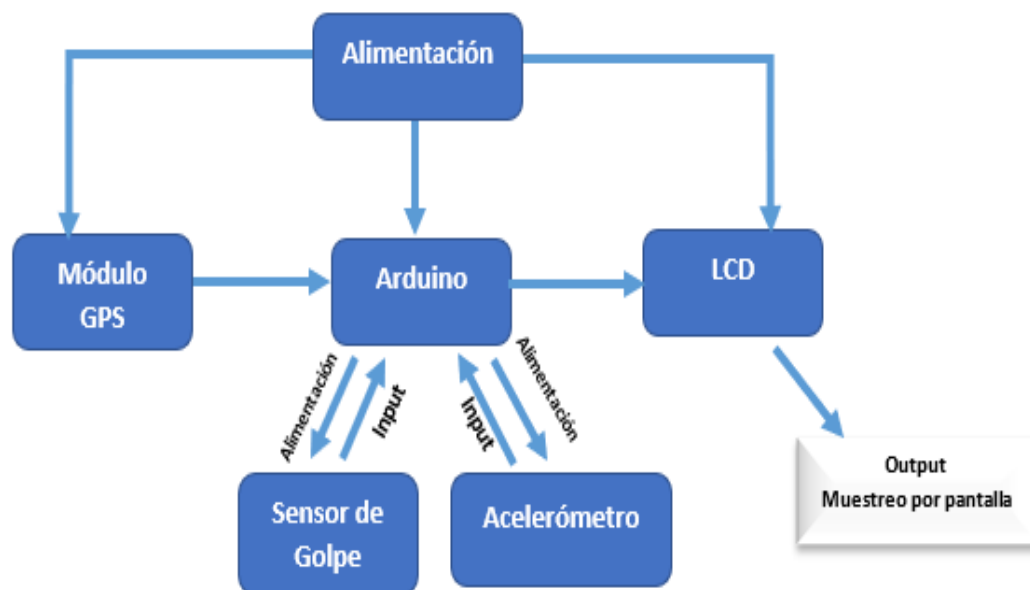 Alimentación
Módulo
GPS
Arduino
LCD
Alimentación
Input
Input
Alimentación
Sensor de
Golpe
Acelerómetro
Output
Muestreo por pantalla